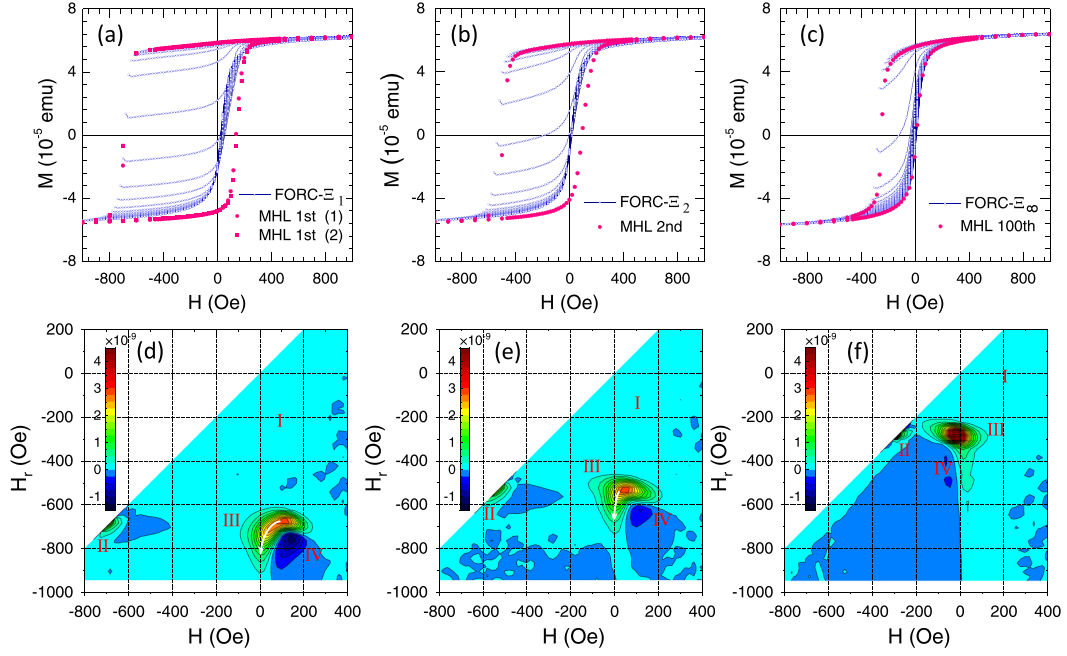 (a)
8
4
0
-4
-8
M (10⁻⁵ emu)
FORC-Ξ₁
MHL 1st (1)
MHL 1st (2)
-800 -400 0 400 800
H (Oe)
(b)
8
4
0
-4
-8
M (10⁻⁵ emu)
FORC-Ξ₂
MHL 2nd
-800 -400 0 400 800
H (Oe)
(c)
8
4
0
-4
-8
M (10⁻⁵ emu)
FORC-Ξ∞
MHL 100th
-800 -400 0 400 800
H (Oe)
(d)
×10⁻⁹
4
3
2
1
0
-1
200
0
-200
-400
-600
-800
-1000
Hr (Oe)
I
II
III
IV
-800 -600 -400 -200 0 200 400
H (Oe)
(e)
×10⁻⁹
4
3
2
1
0
-1
200
0
-200
-400
-600
-800
-1000
Hr (Oe)
I
II
III
IV
-800 -600 -400 -200 0 200 400
H (Oe)
(f)
×10⁻⁹
4
3
2
1
0
-1
200
0
-200
-400
-600
-800
-1000
Hr (Oe)
I
II
III
IV
-800 -600 -400 -200 0 200 400
H (Oe)